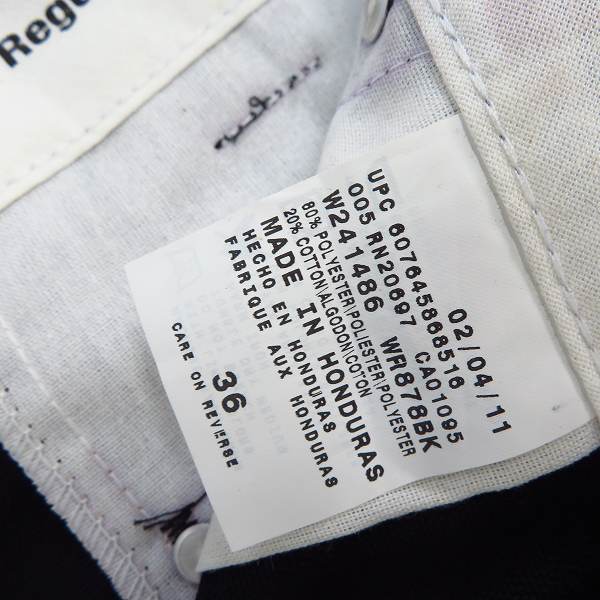 Regu
02/04/11
UPC 607645868516
005 RN20697 CA01095
W241486 WR878BK
80% POLYESTER\POLIESTER\POLYESTER
20% COTTON\ALGODON\COTON
MADE IN HONDURAS
HECHO EN HONDURAS
FABRIQUE AUX HONDURAS
36
CARE ON REVERSE